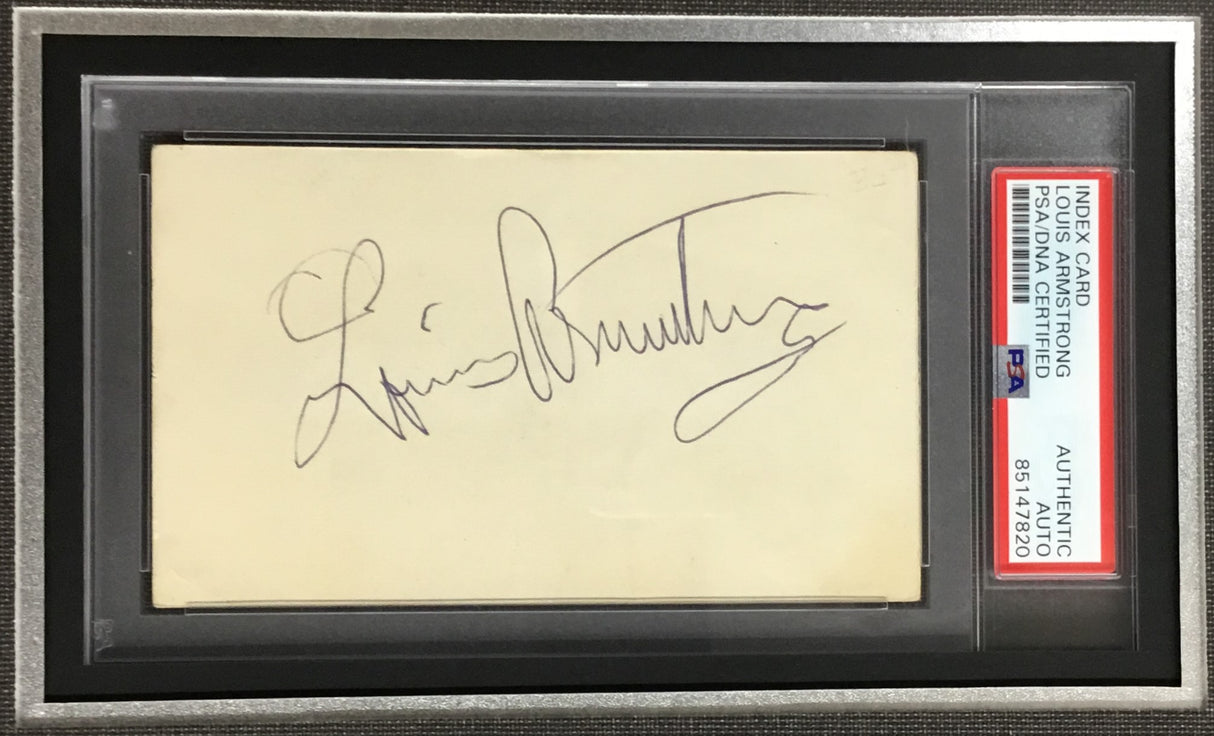 Louis Armstrong
INDEX CARD
LOUIS ARMSTRONG
PSA/DNA CERTIFIED
PSA
AUTHENTIC
AUTO
85147820